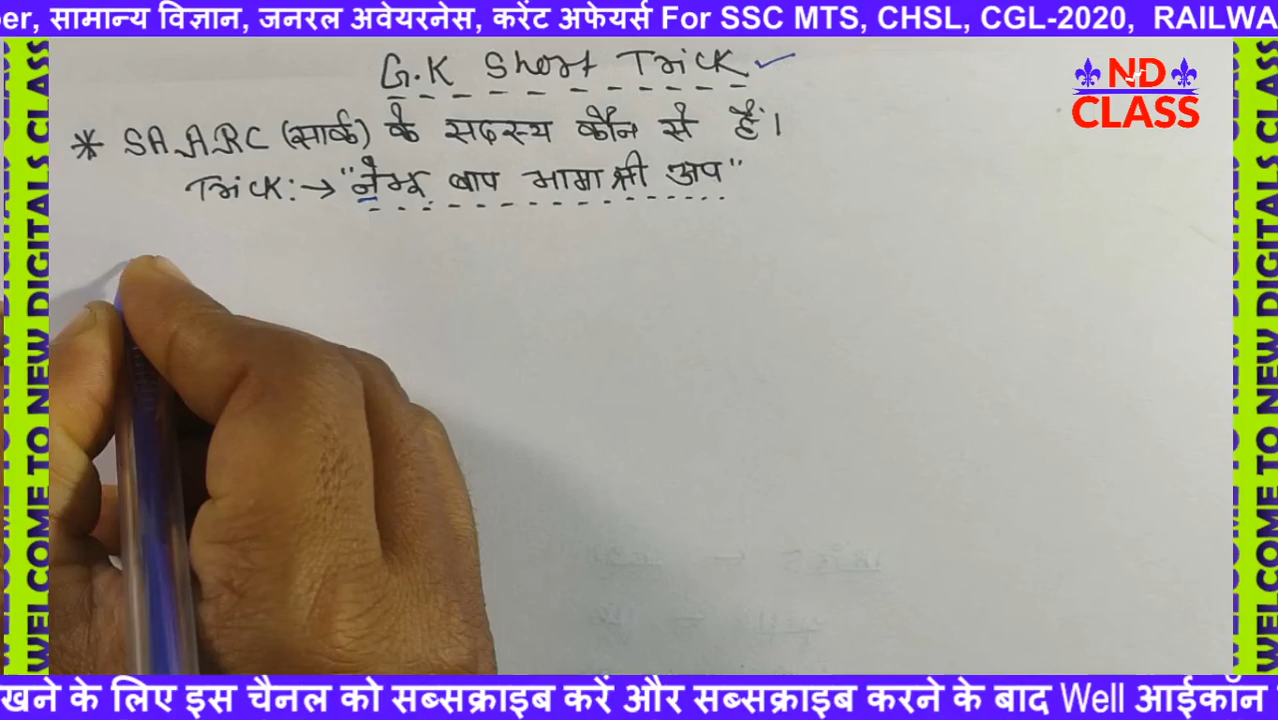 er, सामान्य विज्ञान, जनरल अवेयरनेस, करेंट अफेयर्स For SSC MTS, CHSL, CGL-2020, RAILWA
G.K Short Trick
ND
CLASS
* SAARC (सार्क) के सदस्य कौन से हैं।
Trick:→ "नेमू बाप मामा श्री अप"
WELCOME TO NEW DIGITALS CLASS
WELCOME TO NEW DIGITALS CLASS
खने के लिए इस चैनल को सब्सक्राइब करें और सब्सक्राइब करने के बाद Well आईकॉन